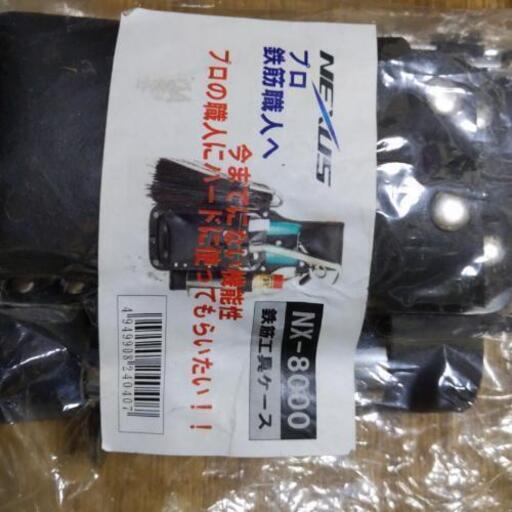 NEXUS
プロ
鉄筋職人へ
今までにない機能性
プロの職人にハードに使ってもらいたい！！
NX-8000
鉄筋工具ケース
4949908240407